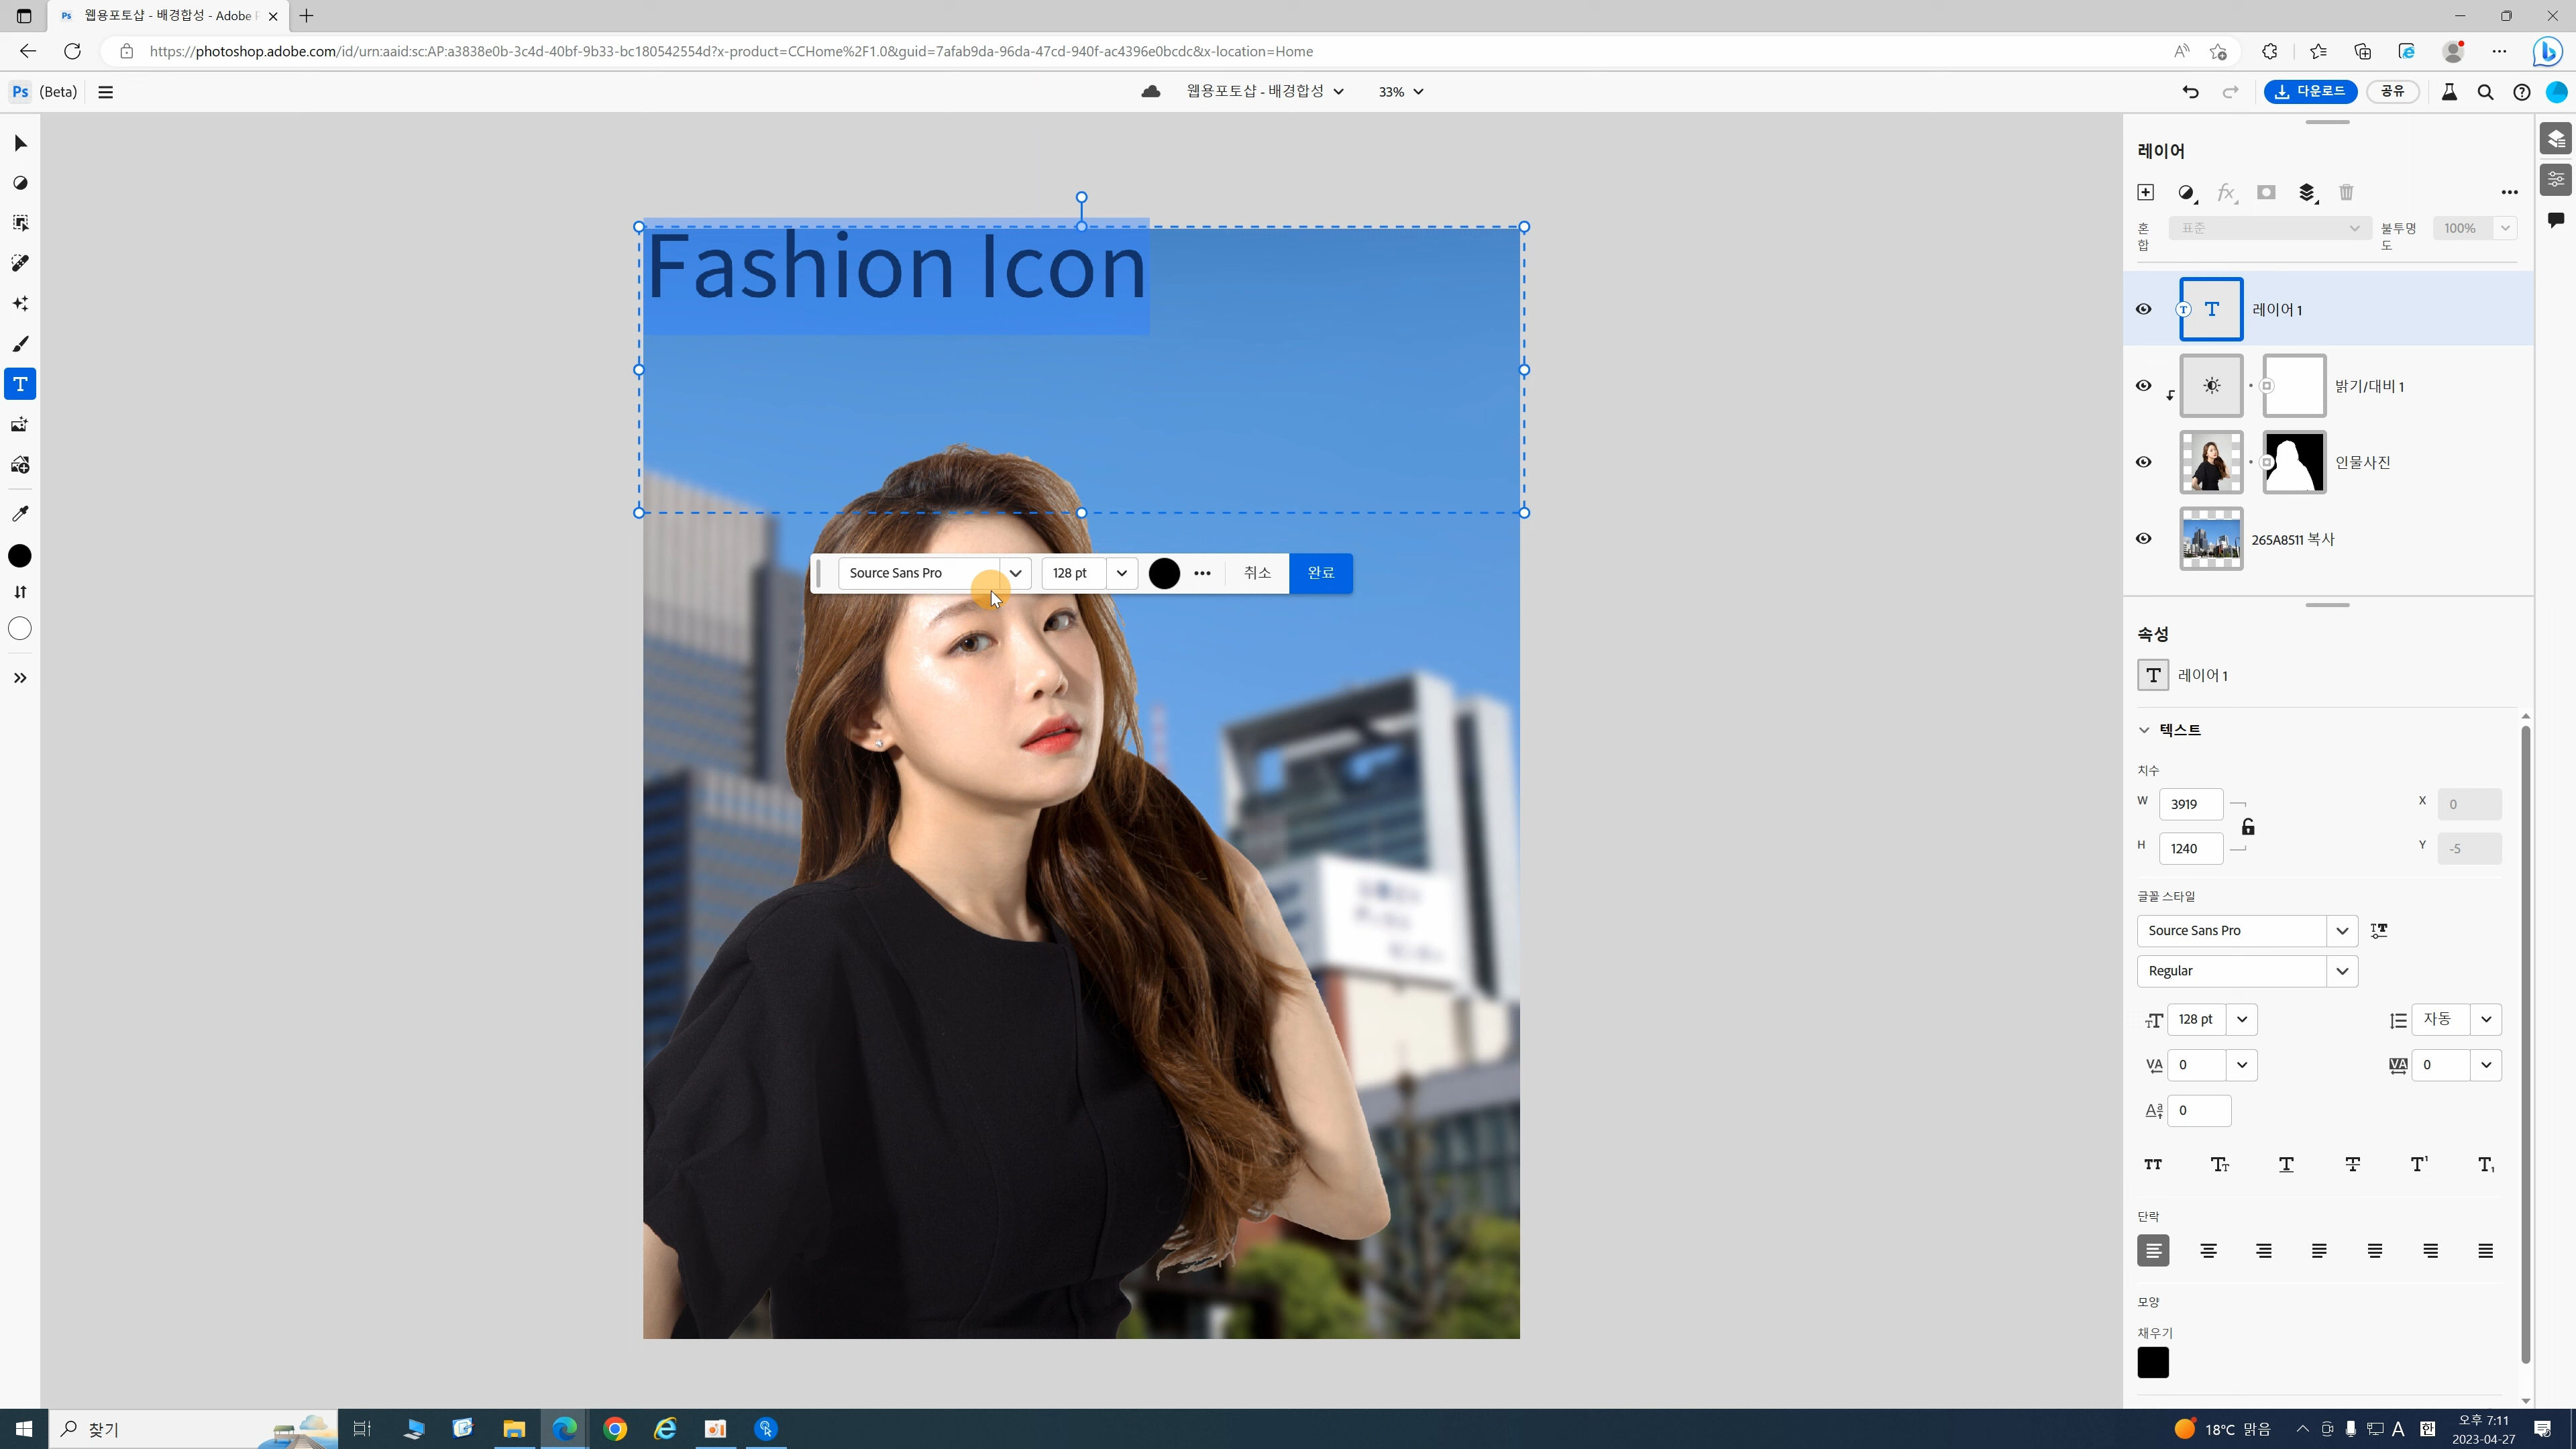 웹용포토샵 - 배경합성 - Adobe
https://photoshop.adobe.com/id/urn:aaid:sc:AP:a3838e0b-3c4d-40bf-9b33-bc180542554d?x-product=CCHome%2F1.0&guid=7afab9da-96da-47cd-940f-ac4396e0bcdc&x-location=Home
Ps (Beta)
웹용포토샵 - 배경합성
33%
다운로드
공유
Fashion Icon
Source Sans Pro
128 pt
취소
완료
레이어
혼합
표준
불투명도
100%
레이어 1
밝기/대비 1
인물사진
265A8511 복사
속성
레이어 1
텍스트
치수
W 3919
X 0
H 1240
Y -5
글꼴 스타일
Source Sans Pro
Regular
128 pt
자동
0
0
0
단락
모양
채우기
찾기
18°C 맑음
A
한
오후 7:11
2023-04-27